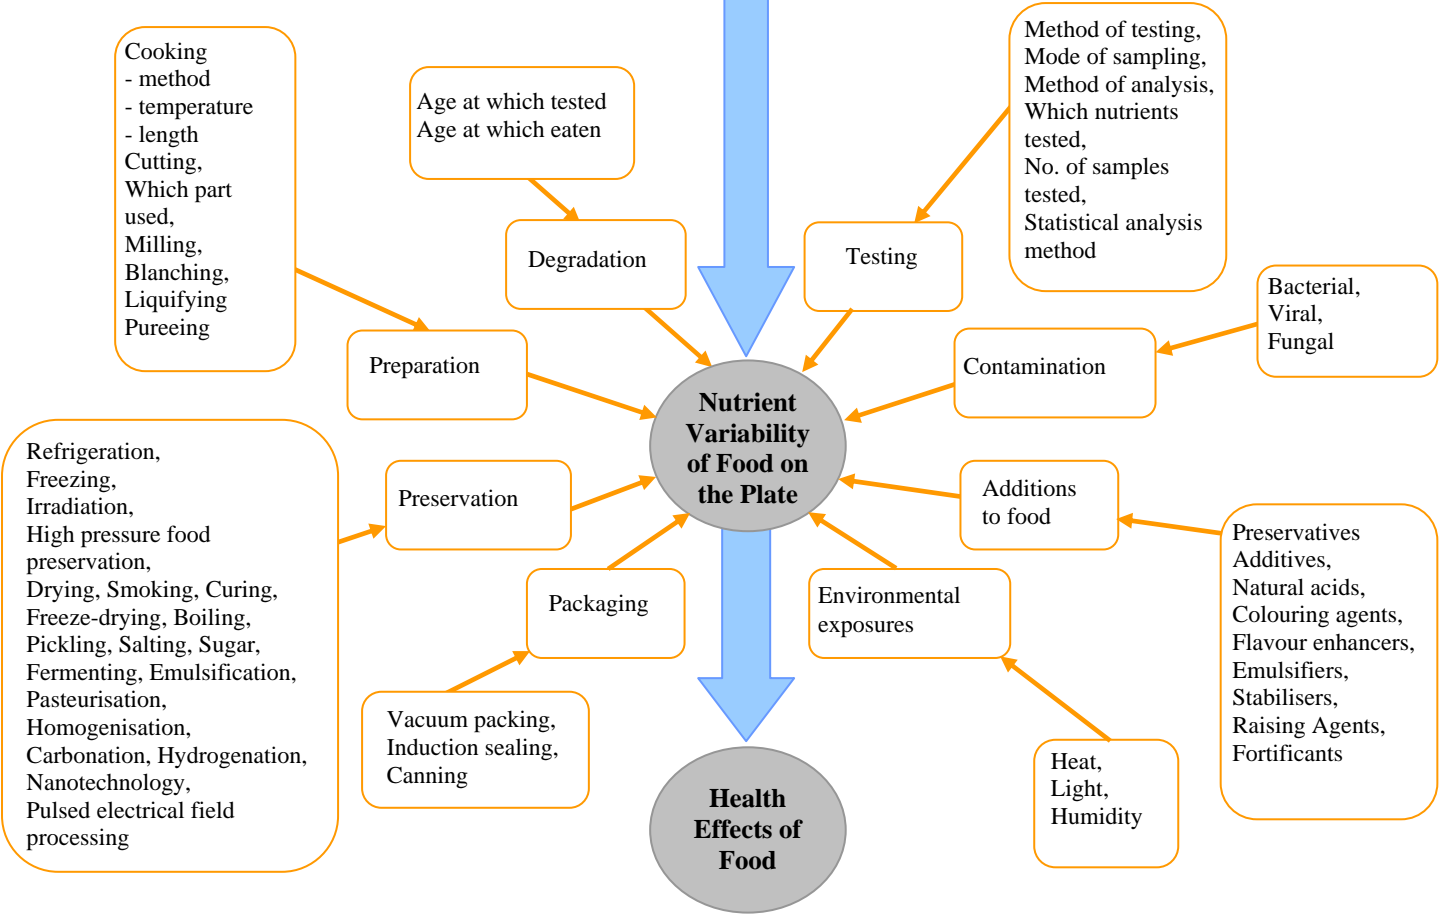 Cooking
- method
- temperature
- length
Cutting,
Which part
used,
Milling,
Blanching,
Liquifying
Pureeing
Age at which tested
Age at which eaten
Method of testing,
Mode of sampling,
Method of analysis,
Which nutrients
tested,
No. of samples
tested,
Statistical analysis
method
Degradation
Testing
Bacterial,
Viral,
Fungal
Preparation
Contamination
Nutrient
Variability
of Food on
the Plate
Refrigeration,
Freezing,
Irradiation,
High pressure food
preservation,
Drying, Smoking, Curing,
Freeze-drying, Boiling,
Pickling, Salting, Sugar,
Fermenting, Emulsification,
Pasteurisation,
Homogenisation,
Carbonation, Hydrogenation,
Nanotechnology,
Pulsed electrical field
processing
Preservation
Additions
to food
Preservatives
Additives,
Natural acids,
Colouring agents,
Flavour enhancers,
Emulsifiers,
Stabilisers,
Raising Agents,
Fortificants
Packaging
Environmental
exposures
Vacuum packing,
Induction sealing,
Canning
Heat,
Light,
Humidity
Health
Effects of
Food